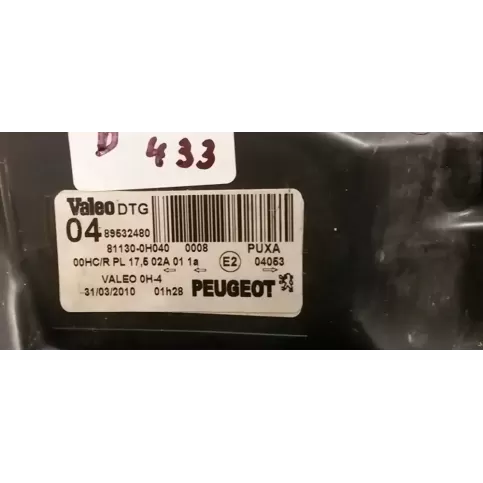 D 433
Valeo DTG
04 89532480
81130-0H040 0008 PUXA
00HC/R PL 17,5 02A 01 1a E2 04053
VALEO 0H-4
31/03/2010 01h28 PEUGEOT